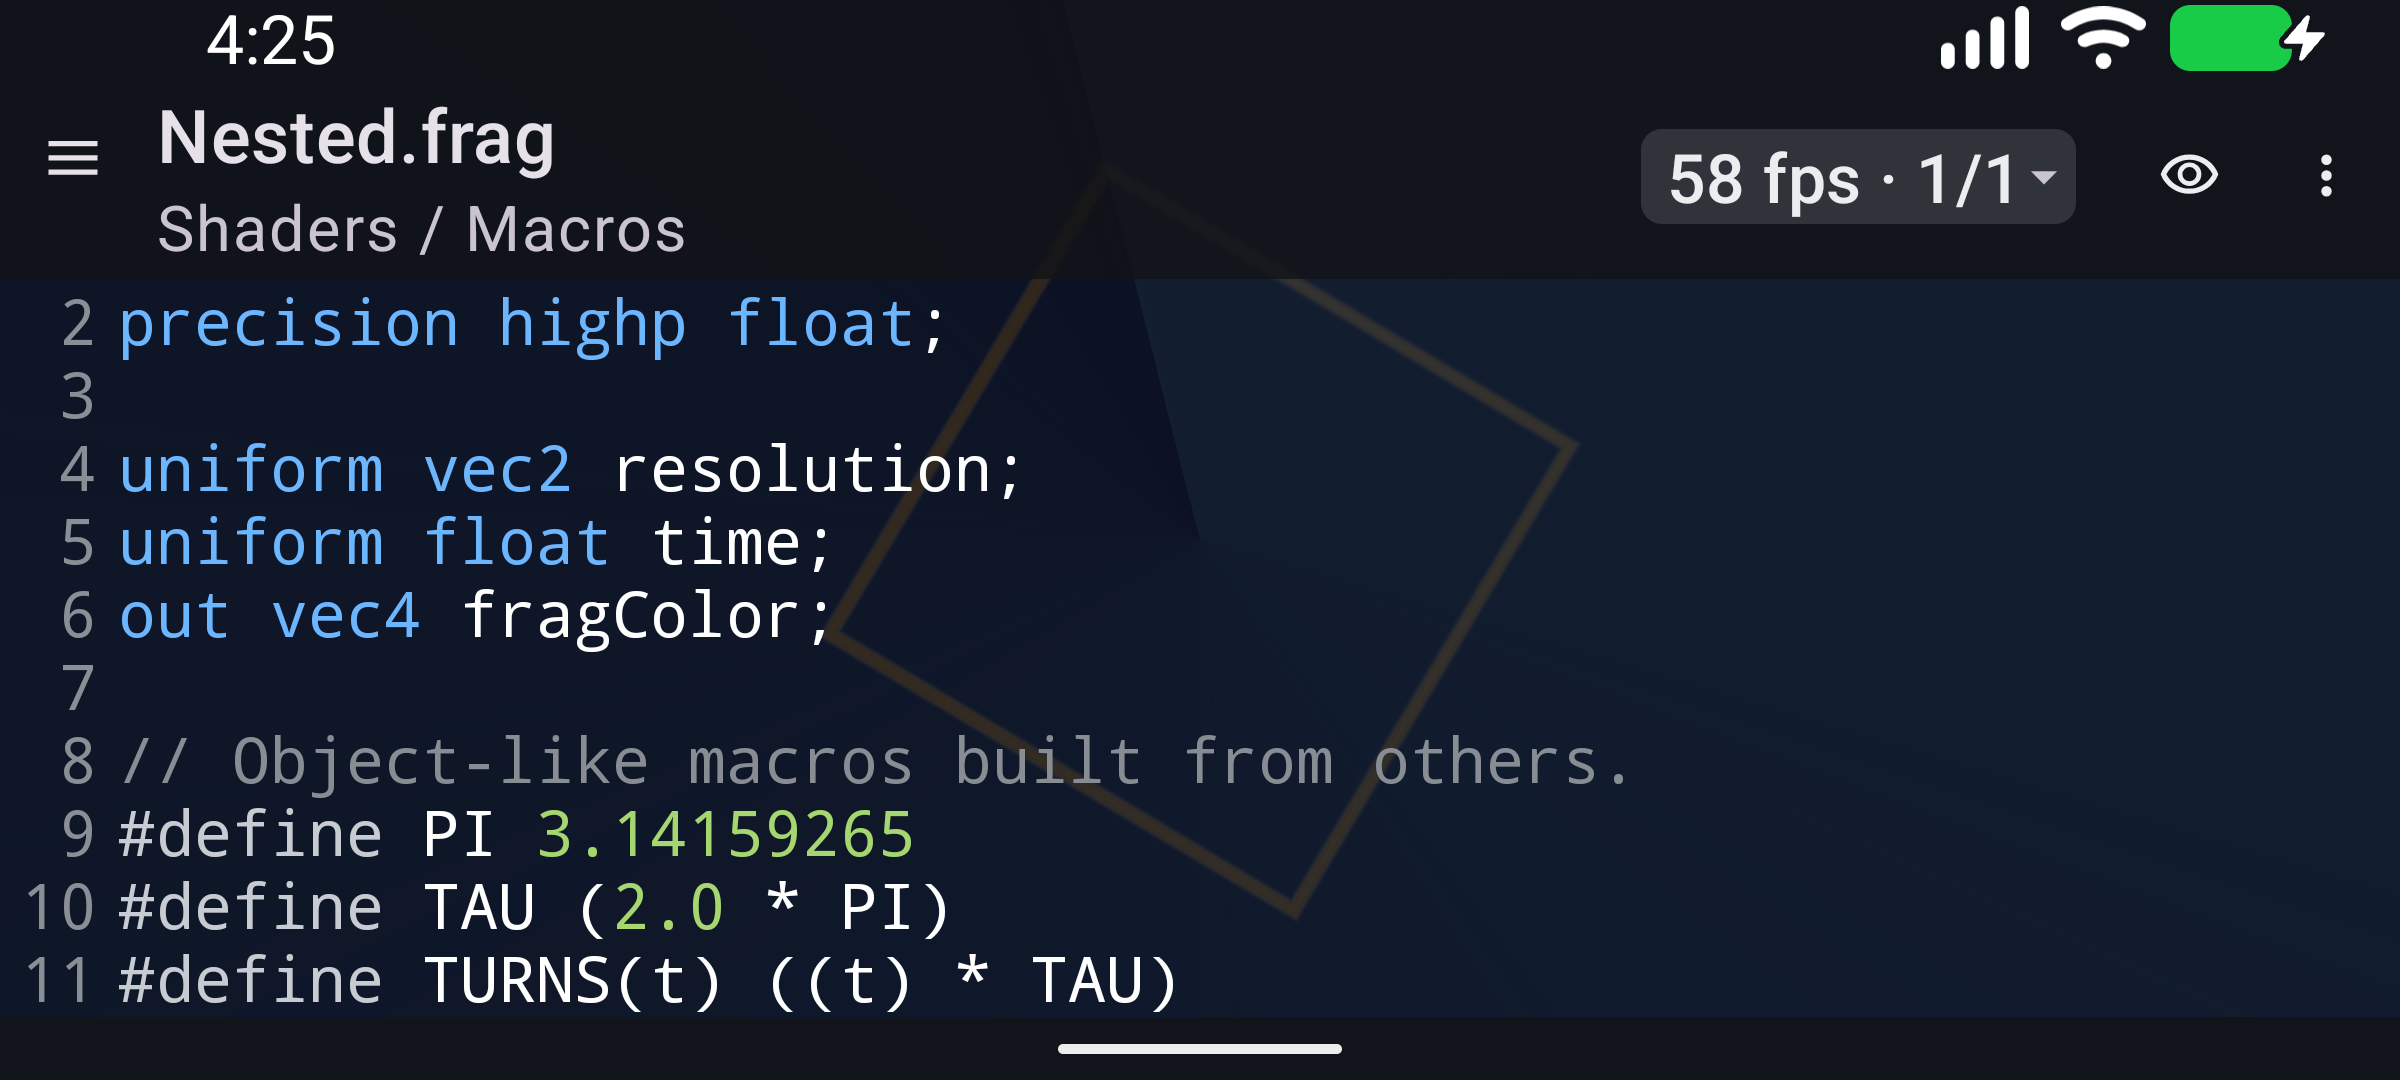 4:25
Nested.frag
Shaders / Macros
58 fps · 1/1
2 precision highp float;
3
4 uniform vec2 resolution;
5 uniform float time;
6 out vec4 fragColor;
7
8 // Object-like macros built from others.
9 #define PI 3.14159265
10 #define TAU (2.0 * PI)
11 #define TURNS(t) ((t) * TAU)